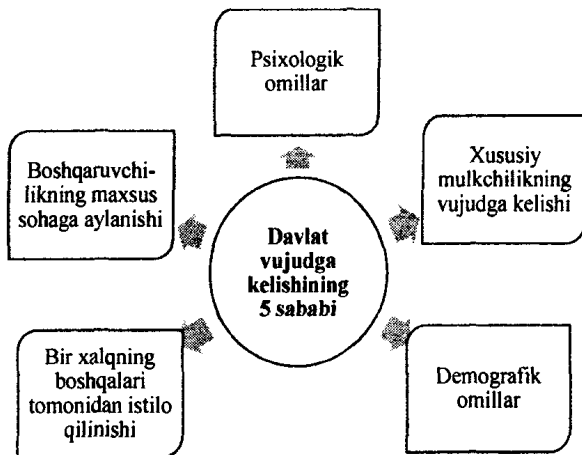 Psixologik
omillar
Boshqaruvchi-
likning maxsus
sohaga aylanishi
Xususiy
mulkchilikning
vujudga kelishi
Davlat
vujudga
kelishining
5 sababi
Bir xalqning
boshqalari
tomonidan istilo
qilinishi
Demografik
omillar